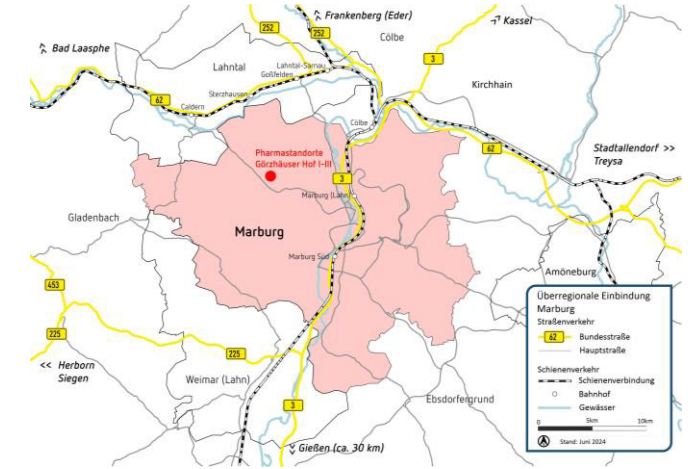 Frankenberg (Eder)
Kassel
252
252
Cölbe
Bad Laasphe
Lahntal
Lahntal-Sarnau
Goßfelden
3
Sterzhausen
Kirchhain
62
Caldern
Cölbe
Pharmastandorte
Görzhäuser Hof I-III
62
Stadtallendorf >>
Treysa
3
Marburg (Lahn)
Gladenbach
Marburg
Marburg Süd
Amöneburg
453
225
225
<< Herborn
Siegen
Weimar (Lahn)
3
Ebsdorfergrund
Gießen (ca. 30 km)
Überregionale Einbindung
Marburg
Straßenverkehr
62 Bundesstraße
Hauptstraße
Schienenverkehr
Schienenverbindung
Bahnhof
Gewässer
0 5km 10km
Stand: Juni 2024